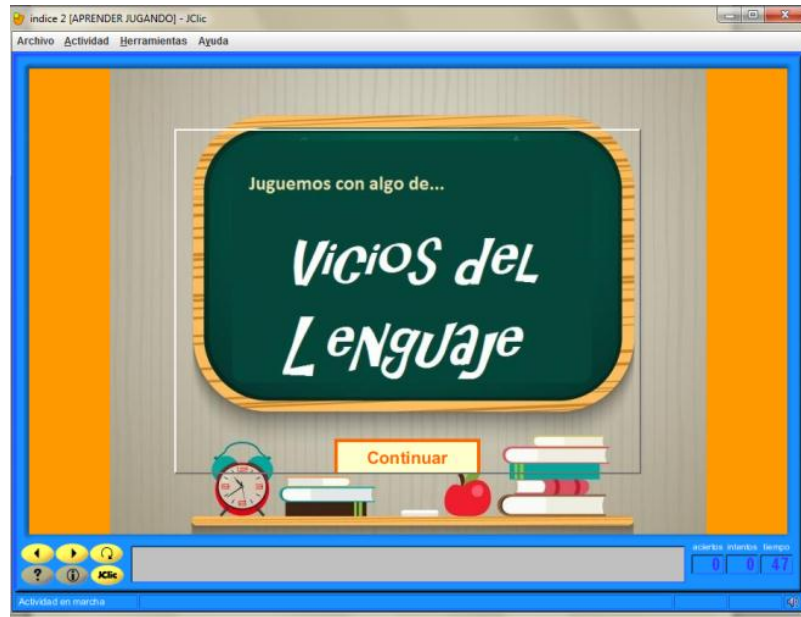 indice 2 [APRENDER JUGANDO] - JClic
Archivo Actividad Herramientas Ayuda
Juguemos con algo de...
Vicios del
Lenguaje
Continuar
aciertos intentos tiempo
0 0 47
? i JClic
Actividad en marcha